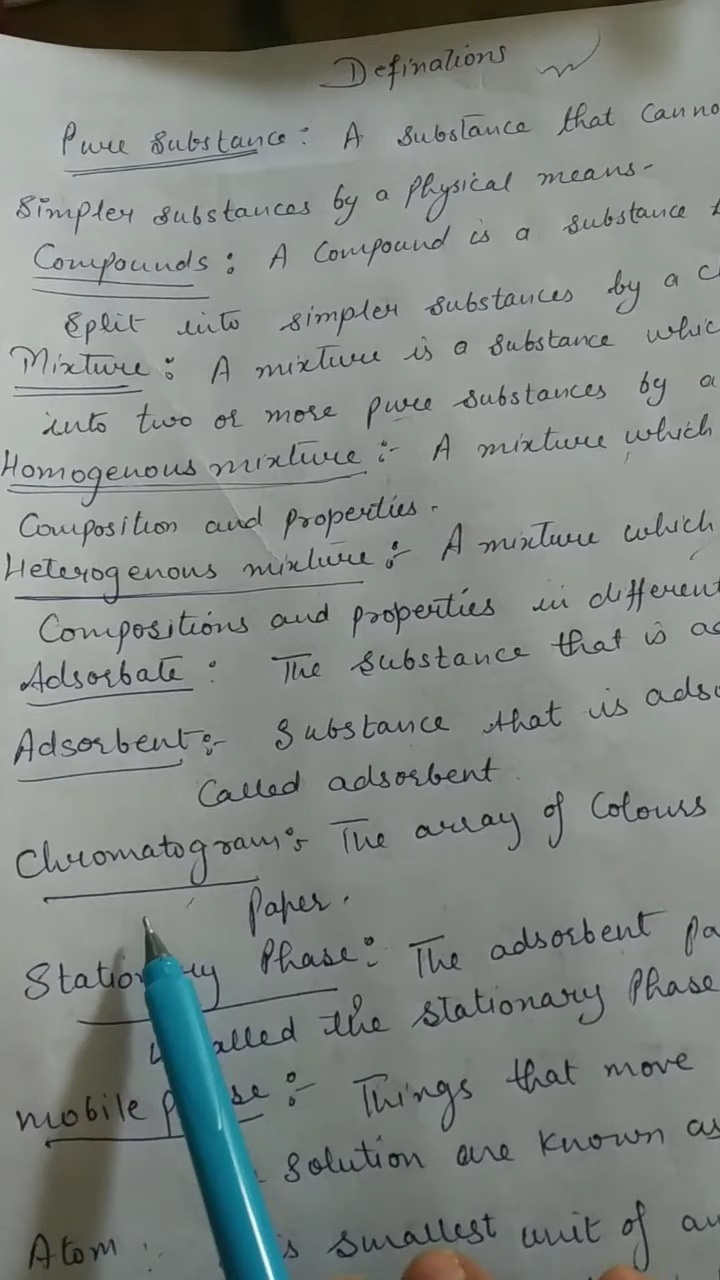 Definations
Pure Substance: A substance that canno
Simpler substances by a physical means-
Compounds: A Compound is a substance t
Split into simpler substances by a c
Mixture: A mixture is a substance whic
into two or more pure substances by a
Homogenous mixture:- A mixture which
Composition and properties.
Heterogenous mixture:- A mixture which
Compositions and properties in different
Adsorbate: The substance that is a
Adsorbent:- Substance that is ads
Called adsorbent
Chromatogram:- The array of Colours
Paper.
Phase: The adsorbent pa
called the stationary Phase
Mobile :- Things that move
solution are known as
Atom: smallest unit of